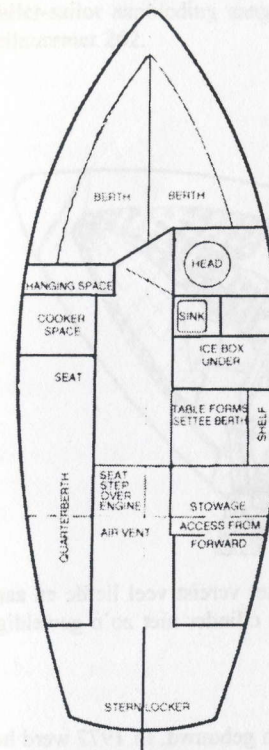 BERTH BERTH
HEAD
HANGING SPACE
SINK
COOKER
SPACE
ICE BOX
UNDER
SEAT
TABLE FORMS
SETTEE BERTH
SHELF
SEAT
STEP
OVER
ENGINE
QUARTERBERTH
STOWAGE
AIR VENT
ACCESS FROM
FORWARD
STERN LOCKER